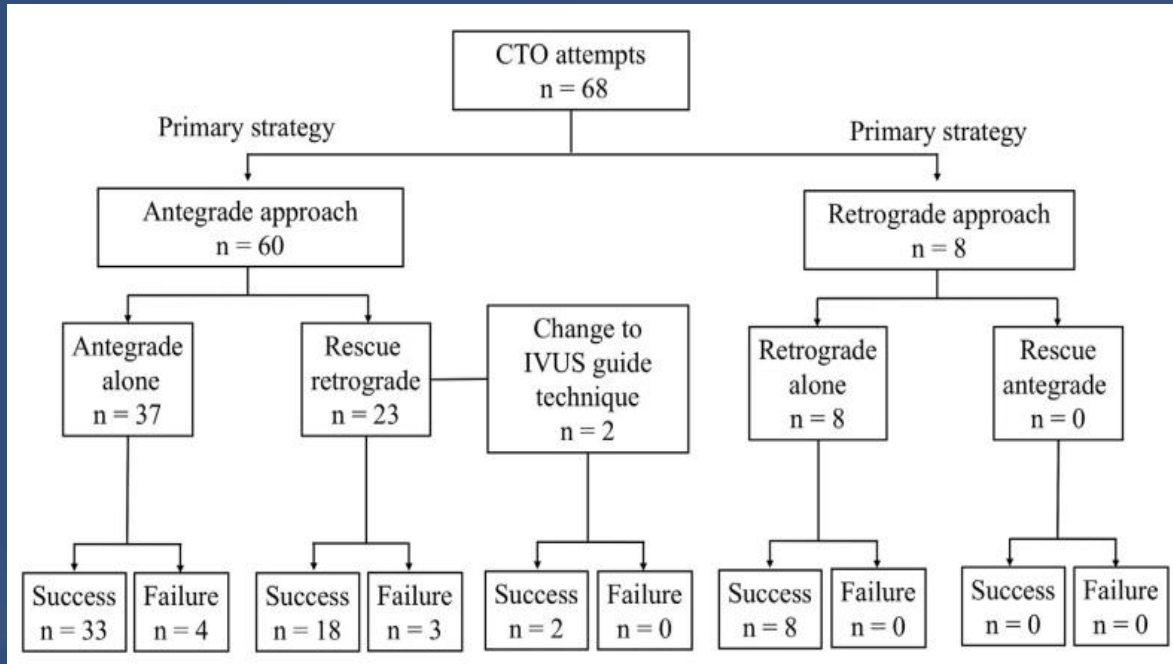 CTO attempts
n = 68
Primary strategy
Primary strategy
Antegrade approach
n = 60
Retrograde approach
n = 8
Antegrade
alone
n = 37
Rescue
retrograde
n = 23
Change to
IVUS guide
technique
n = 2
Retrograde
alone
n = 8
Rescue
antegrade
n = 0
Success
n = 33
Failure
n = 4
Success
n = 18
Failure
n = 3
Success
n = 2
Failure
n = 0
Success
n = 8
Failure
n = 0
Success
n = 0
Failure
n = 0